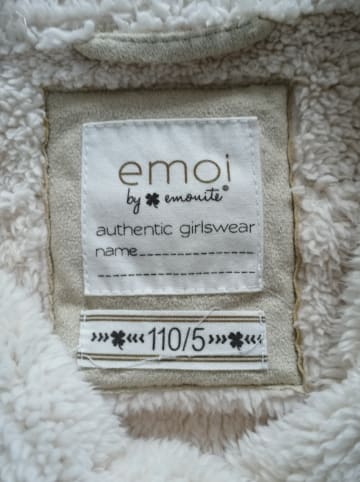 emoi
by emonite®
authentic girlswear
name
110/5